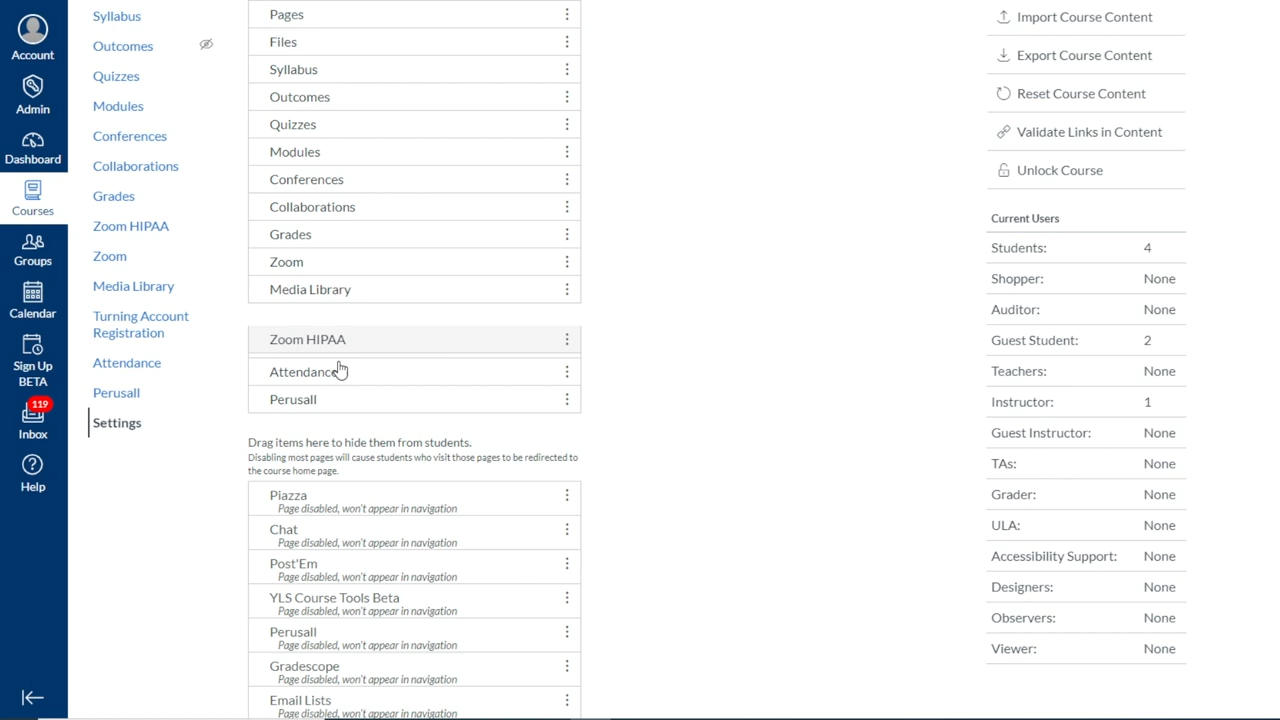 Account
Admin
Dashboard
Courses
Groups
Calendar
Sign Up
BETA
119
Inbox
Help
Syllabus
Outcomes
Quizzes
Modules
Conferences
Collaborations
Grades
Zoom HIPAA
Zoom
Media Library
Turning Account
Registration
Attendance
Perusall
Settings
Pages
Files
Syllabus
Outcomes
Quizzes
Modules
Conferences
Collaborations
Grades
Zoom
Media Library
Zoom HIPAA
Attendance
Perusall
Drag items here to hide them from students.
Disabling most pages will cause students who visit those pages to be redirected to
the course home page.
Piazza
Page disabled, won't appear in navigation
Chat
Page disabled, won't appear in navigation
Post'Em
Page disabled, won't appear in navigation
YLS Course Tools Beta
Page disabled, won't appear in navigation
Perusall
Page disabled, won't appear in navigation
Gradescope
Page disabled, won't appear in navigation
Email Lists
Page disabled, won't appear in navigation
Import Course Content
Export Course Content
Reset Course Content
Validate Links in Content
Unlock Course
Current Users
Students: 4
Shopper: None
Auditor: None
Guest Student: 2
Teachers: None
Instructor: 1
Guest Instructor: None
TAs: None
Grader: None
ULA: None
Accessibility Support: None
Designers: None
Observers: None
Viewer: None